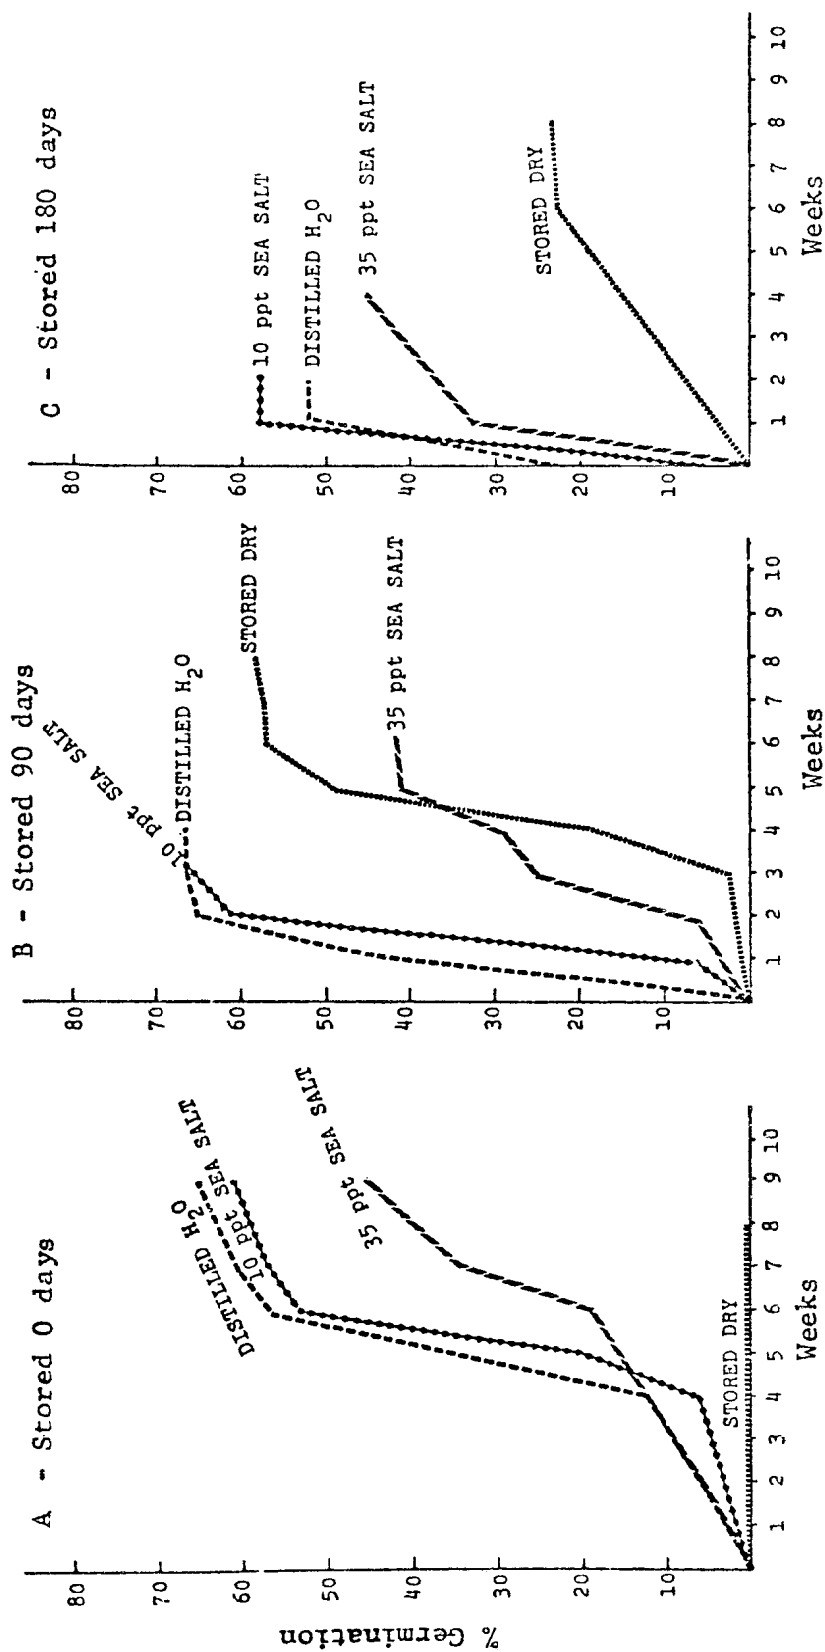 A - Stored 0 days
% Germination
80
70
60
50
40
30
20
10
DISTILLED H₂O
10 ppt SEA SALT
35 ppt SEA SALT
STORED DRY
1 2 3 4 5 6 7 8 9 10
Weeks
B - Stored 90 days
80
70
60
50
40
30
20
10
10 ppt SEA SALT
DISTILLED H₂O
STORED DRY
35 ppt SEA SALT
1 2 3 4 5 6 7 8 9 10
Weeks
C - Stored 180 days
80
70
60
50
40
30
20
10
10 ppt SEA SALT
DISTILLED H₂O
35 ppt SEA SALT
STORED DRY
1 2 3 4 5 6 7 8 9 10
Weeks